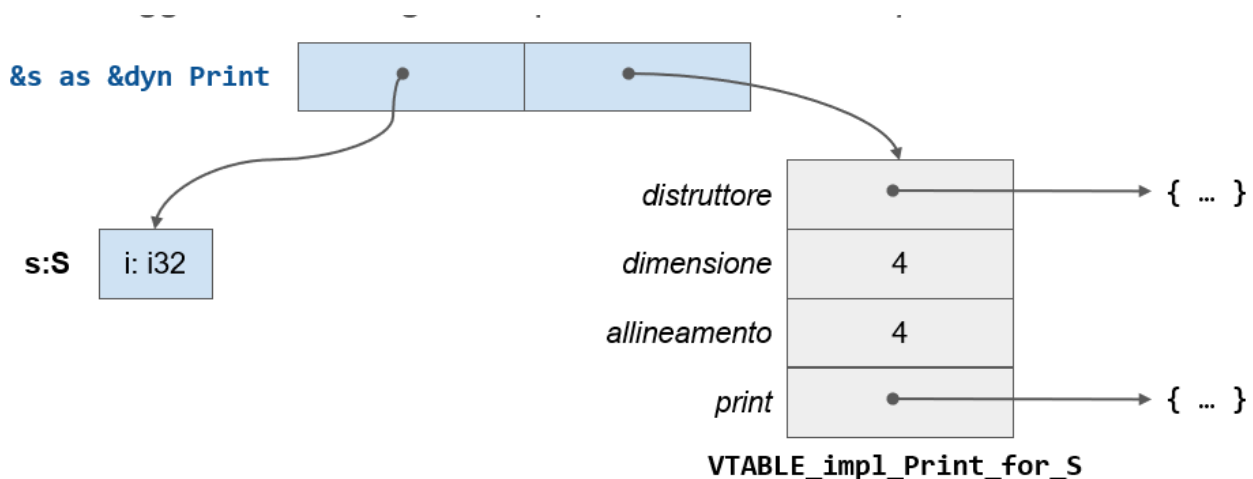 &s as &dyn Print
distruttore
{ … }
s:S
i: i32
dimensione
4
allineamento
4
print
{ … }
VTABLE_impl_Print_for_S